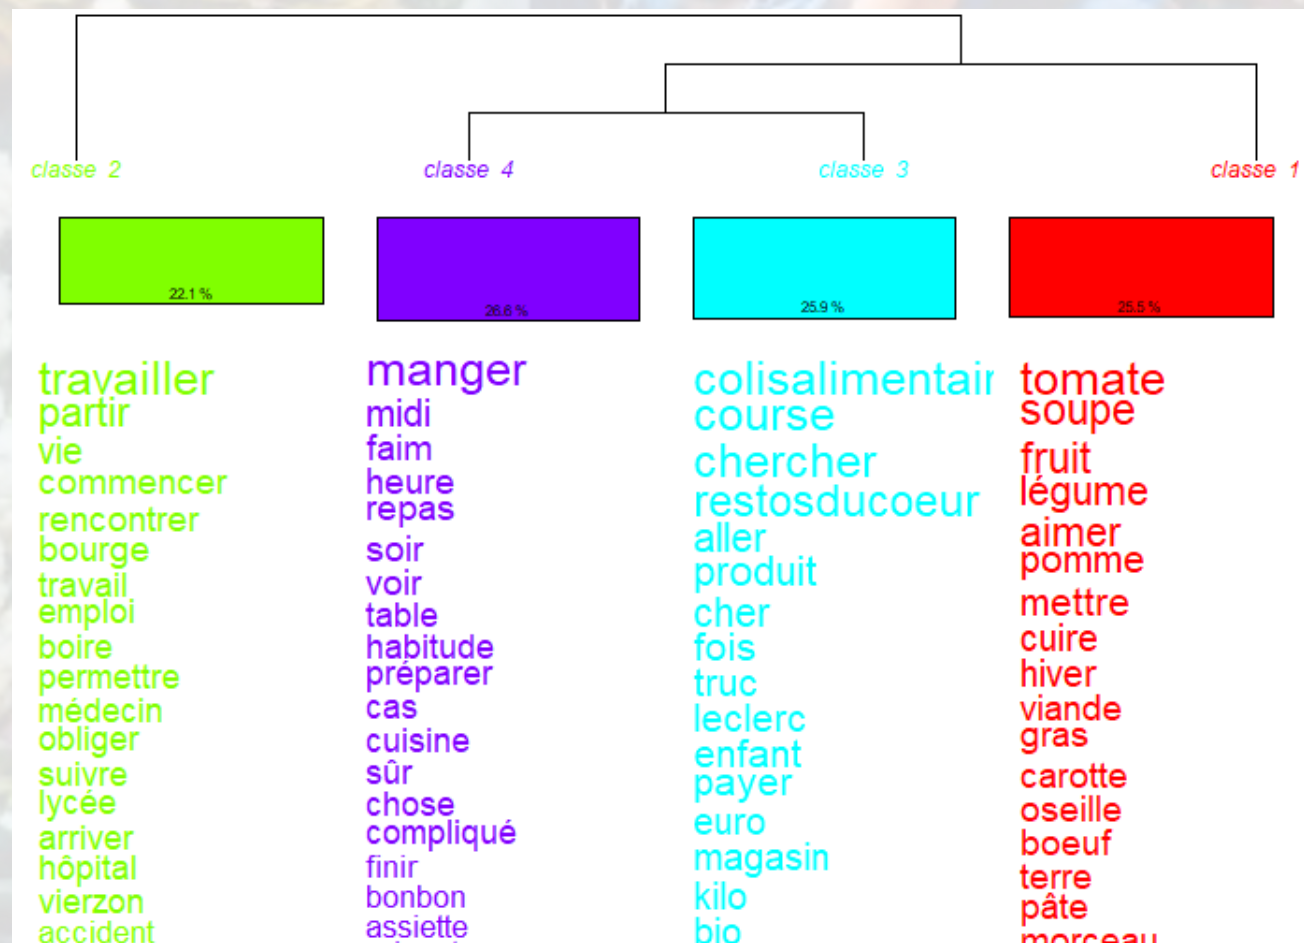 classe 2
classe 4
classe 3
classe 1
22.1 %
26.6 %
25.9 %
25.5 %
travailler
partir
vie
commencer
rencontrer
bourge
travail
emploi
boire
permettre
médecin
obliger
suivre
lycée
arriver
hôpital
vierzon
accident
manger
midi
faim
heure
repas
soir
voir
table
habitude
préparer
cas
cuisine
sûr
chose
compliqué
finir
bonbon
assiette
colisalimentair
course
chercher
restosducoeur
aller
produit
cher
fois
truc
leclerc
enfant
payer
euro
magasin
kilo
bio
tomate
soupe
fruit
légume
aimer
pomme
mettre
cuire
hiver
viande
gras
carotte
oseille
boeuf
terre
pâte
morceau